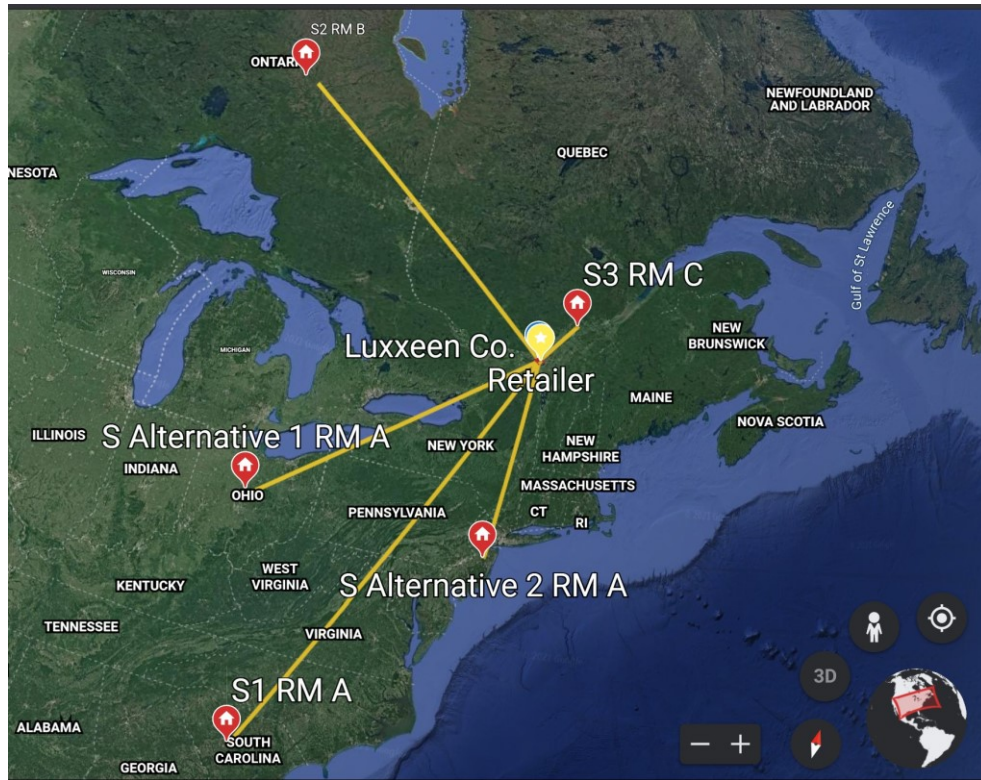 S2 RM B
ONTARI
NEWFOUNDLAND
AND LABRADOR
QUEBEC
NESOTA
Gulf of St Lawrence
WISCONSIN
S3 RM C
NEW
BRUNSWICK
Luxxeen Co.
Retailer
MICHIGAN
MAINE
NOVA SCOTIA
ILLINOIS
S Alternative 1 RM A
NEW YORK
NEW
HAMPSHIRE
INDIANA
OHIO
MASSACHUSETTS
PENNSYLVANIA
CT
RI
WEST
VIRGINIA
KENTUCKY
S Alternative 2 RM A
TENNESSEE
VIRGINIA
3D
S1 RM A
ALABAMA
SOUTH
CAROLINA
GEORGIA